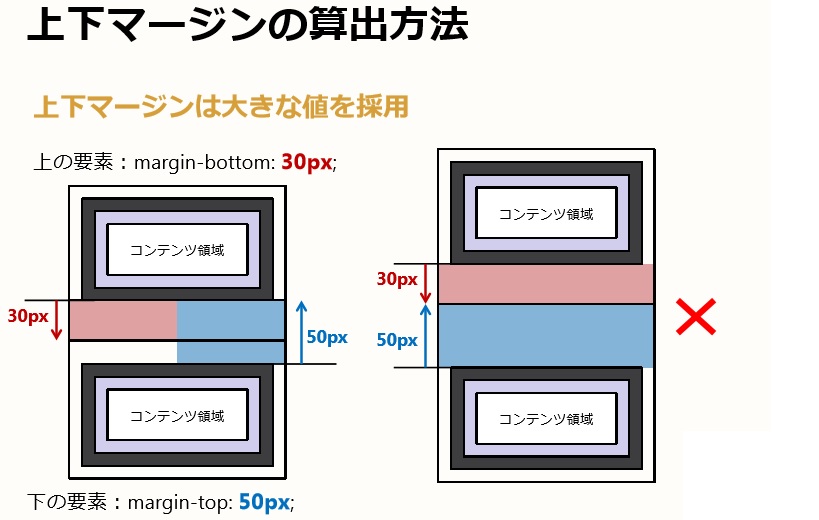 上下マージンの算出方法
上下マージンは大きな値を採用
上の要素：margin-bottom: 30px;
コンテンツ領域
30px
50px
コンテンツ領域
下の要素：margin-top: 50px;
コンテンツ領域
30px
50px
コンテンツ領域